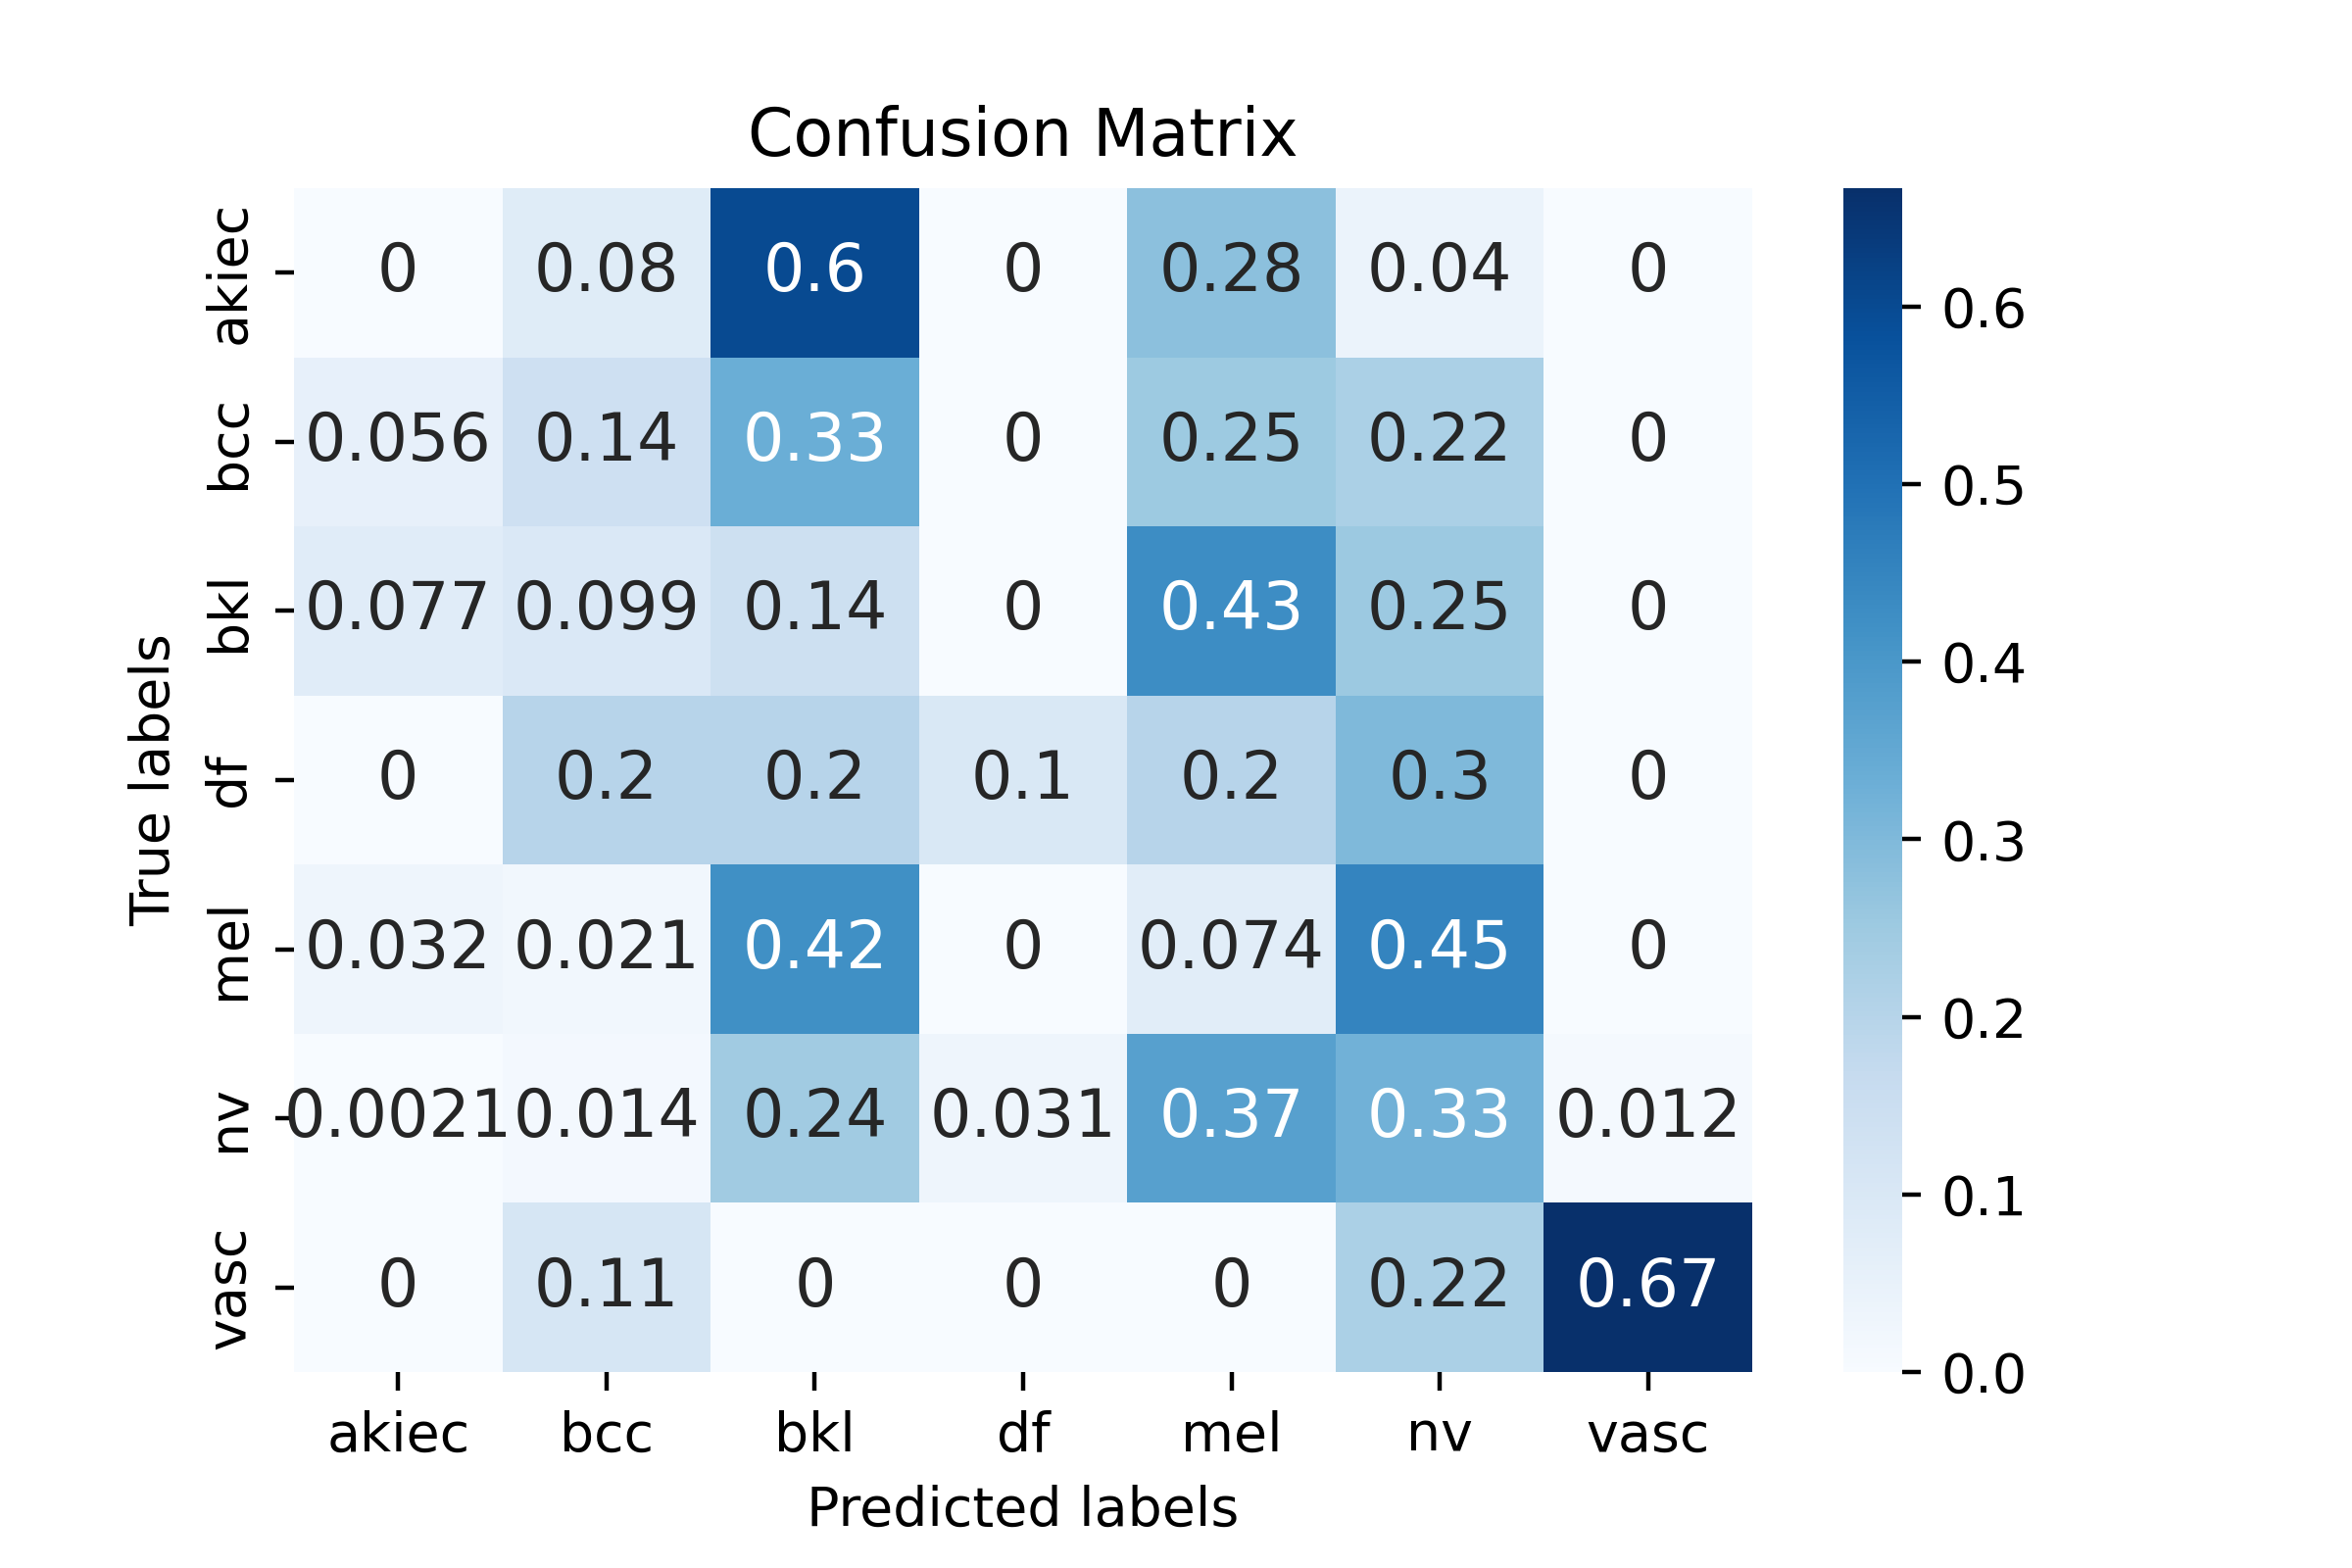 Confusion Matrix
akiec 0 0.08 0.6 0 0.28 0.04 0
bcc 0.056 0.14 0.33 0 0.25 0.22 0
bkl 0.077 0.099 0.14 0 0.43 0.25 0
df 0 0.2 0.2 0.1 0.2 0.3 0
mel 0.032 0.021 0.42 0 0.074 0.45 0
nv 0.0021 0.014 0.24 0.031 0.37 0.33 0.012
vasc 0 0.11 0 0 0 0.22 0.67
True labels
akiec bcc bkl df mel nv vasc
Predicted labels
0.6
0.5
0.4
0.3
0.2
0.1
0.0